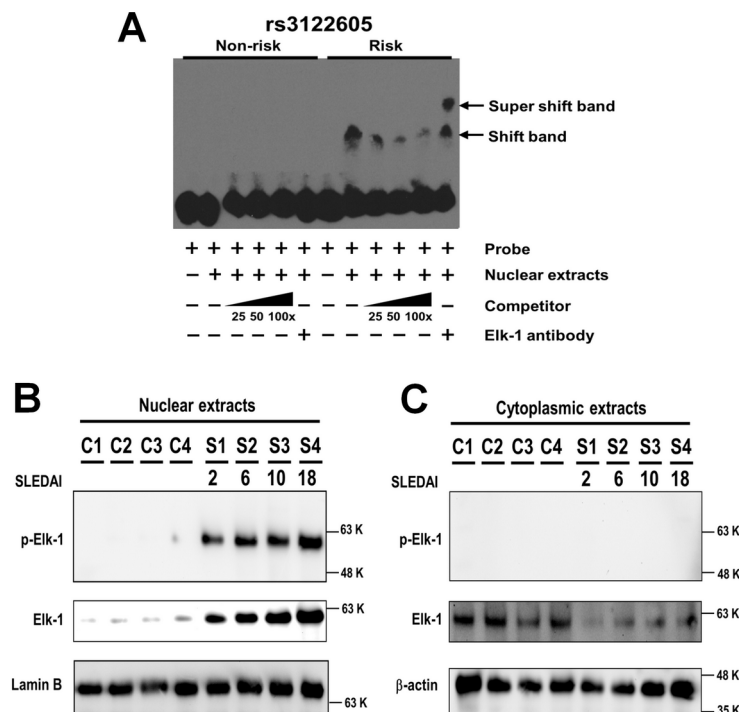 A
rs3122605
Non-risk Risk
Super shift band
Shift band
+ + + + + + + + + + + + Probe
− + + + + + − + + + + + Nuclear extracts
− − − − − − Competitor
25 50 100x 25 50 100x
− − − − − + − − − − − + Elk-1 antibody
B
Nuclear extracts
C1 C2 C3 C4 S1 S2 S3 S4
SLEDAI 2 6 10 18
p-Elk-1 63 K
48 K
Elk-1 63 K
Lamin B
63 K
C
Cytoplasmic extracts
C1 C2 C3 C4 S1 S2 S3 S4
SLEDAI 2 6 10 18
p-Elk-1 63 K
48 K
Elk-1 63 K
β-actin 48 K
35 K